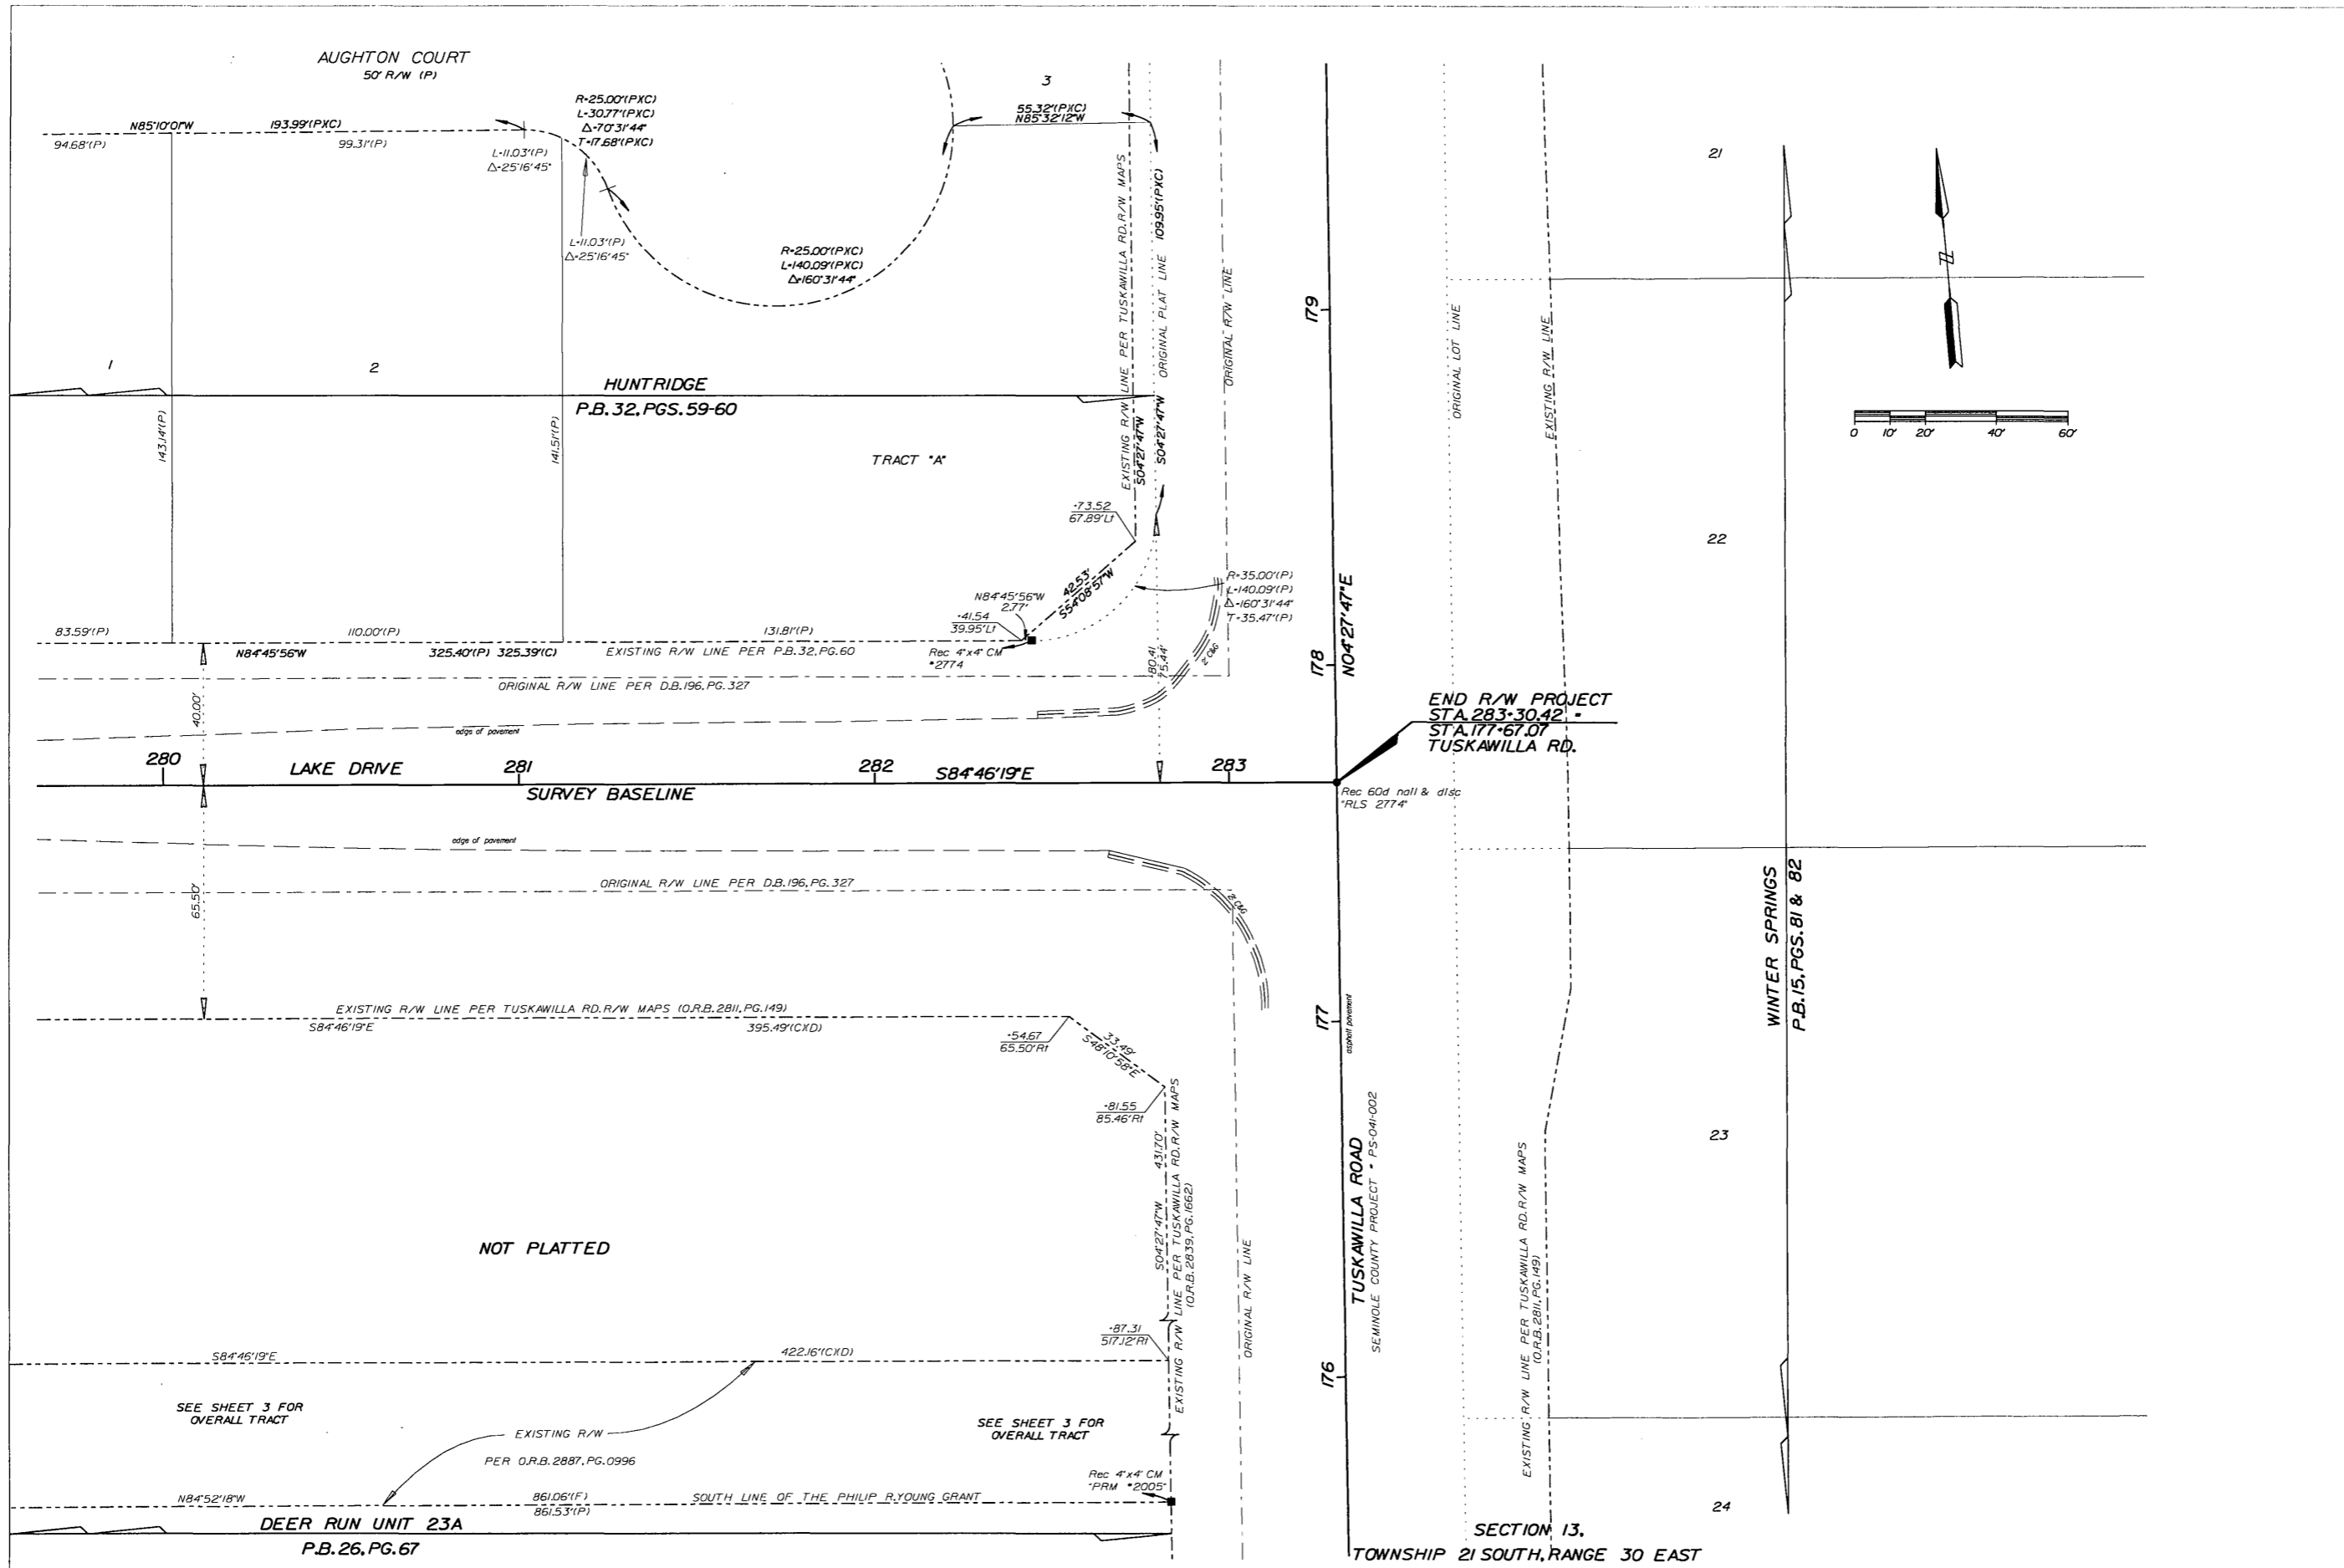 AUGHTON COURT
50' R/W (P)
N85°10'01"W
193.99'(P)(C)
94.68'(P)
99.31'(P)
R=25.00'(P)(C)
L=30.77'(P)(C)
Δ=70°31'44"
T=17.68'(P)(C)
L=11.03'(P)
Δ=25°16'45"
L=11.03'(P)
Δ=25°16'45"
R=25.00'(P)(C)
L=140.09'(P)(C)
Δ=160°31'44"
3
55.32'(P)(C)
N85°32'12"W
EXISTING R/W LINE PER TUSKAWILLA RD. R/W MAPS
S04°27'47"W
S04°27'47"W ORIGINAL PLAT LINE 109.95'(P)(C)
ORIGINAL R/W LINE
179
ORIGINAL LOT LINE
EXISTING R/W LINE
21
N
0 10' 20' 40' 60'
1
2
HUNTRIDGE
P.B. 32, PGS. 59-60
143.14'(P)
141.51'(P)
TRACT "A"
+73.52
67.89' Lt
22
42.53'
S54°08'57"W
N84°45'56"W
2.77'
+41.54
39.95' Lt
R=35.00'(P)
L=140.09'(P)
Δ=160°31'44"
T=35.47'(P)
83.59'(P)
110.00'(P)
131.81'(P)
N84°45'56"W
325.40'(P) 325.39'(C)
EXISTING R/W LINE PER P.B. 32, PG. 60
Rec 4"x4" CM
"2774
ORIGINAL R/W LINE PER D.B. 196, PG. 327
+80.41
75.44'
2' C&G
178
N04°27'47"E
40.00'
edge of pavement
END R/W PROJECT
STA. 283+30.42 =
STA. 177+67.07
TUSKAWILLA RD.
280
LAKE DRIVE
281
282
S84°46'19"E
283
SURVEY BASELINE
Rec 60d nail & disc
"RLS 2774"
edge of pavement
65.50'
ORIGINAL R/W LINE PER D.B. 196, PG. 327
2' C&G
WINTER SPRINGS
P.B. 15, PGS. 81 & 82
EXISTING R/W LINE PER TUSKAWILLA RD. R/W MAPS (O.R.B. 2811, PG. 149)
S84°46'19"E
395.49'(C)(D)
+54.67
65.50' Rt
33.49'
S48°10'58"E
177
asphalt pavement
+81.55
85.46' Rt
S04°27'47"W 431.70'
EXISTING R/W LINE PER TUSKAWILLA RD. R/W MAPS
(O.R.B. 2839, PG. 1662)
ORIGINAL R/W LINE
TUSKAWILLA ROAD
SEMINOLE COUNTY PROJECT " PS-041-002
EXISTING R/W LINE PER TUSKAWILLA RD. R/W MAPS
(O.R.B. 2811, PG. 149)
23
NOT PLATTED
+87.31
517.12' Rt
S84°46'19"E
422.16'(C)(D)
176
SEE SHEET 3 FOR
OVERALL TRACT
EXISTING R/W
PER O.R.B. 2887, PG. 0996
SEE SHEET 3 FOR
OVERALL TRACT
Rec 4"x4" CM
"PRM "2005"
N84°52'18"W
861.06'(F)
861.53'(P)
SOUTH LINE OF THE PHILIP R. YOUNG GRANT
24
DEER RUN UNIT 23A
P.B. 26, PG. 67
SECTION 13,
TOWNSHIP 21 SOUTH, RANGE 30 EAST